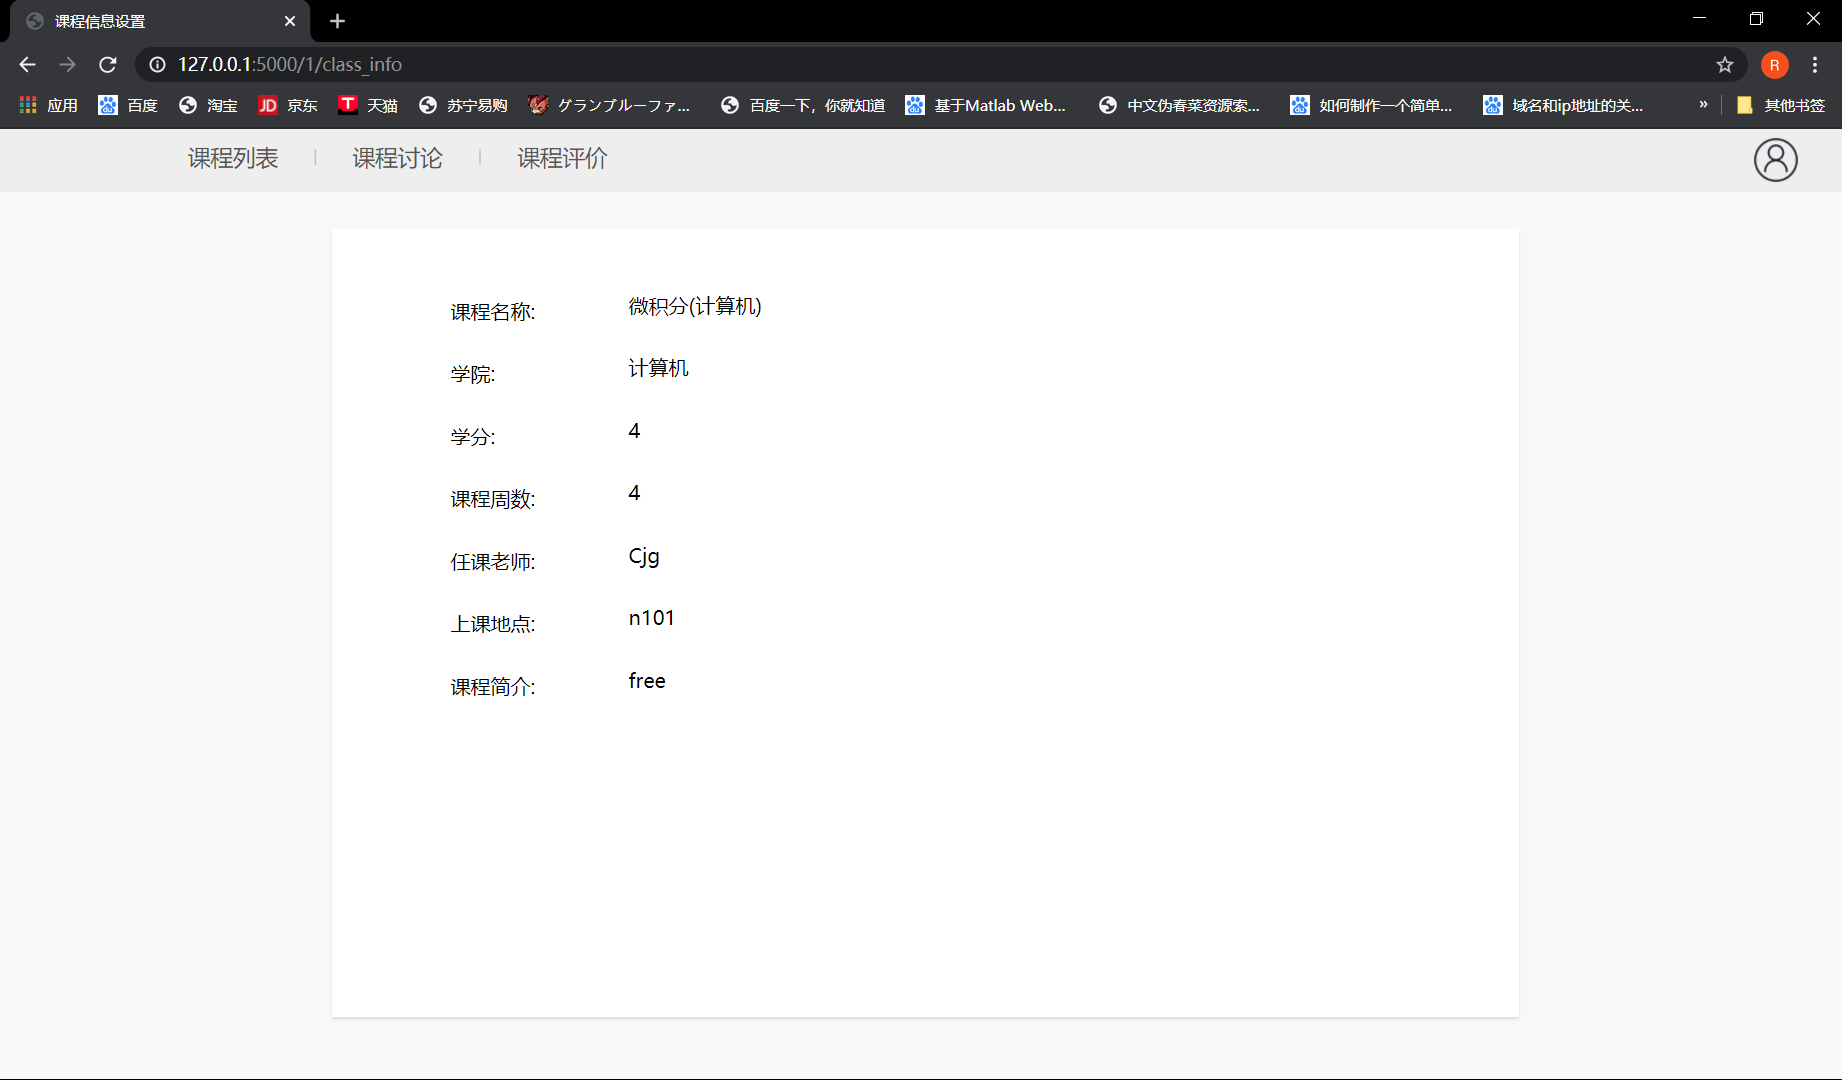 课程信息设置
127.0.0.1:5000/1/class_info
R
应用 百度 淘宝 JD 京东 T 天猫 苏宁易购 グランブルーファ... 百度一下，你就知道 基于Matlab Web... 中文伪春菜资源索... 如何制作一个简单... 域名和ip地址的关... » 其他书签
课程列表 | 课程讨论 | 课程评价
课程名称: 微积分(计算机)
学院: 计算机
学分: 4
课程周数: 4
任课老师: Cjg
上课地点: n101
课程简介: free